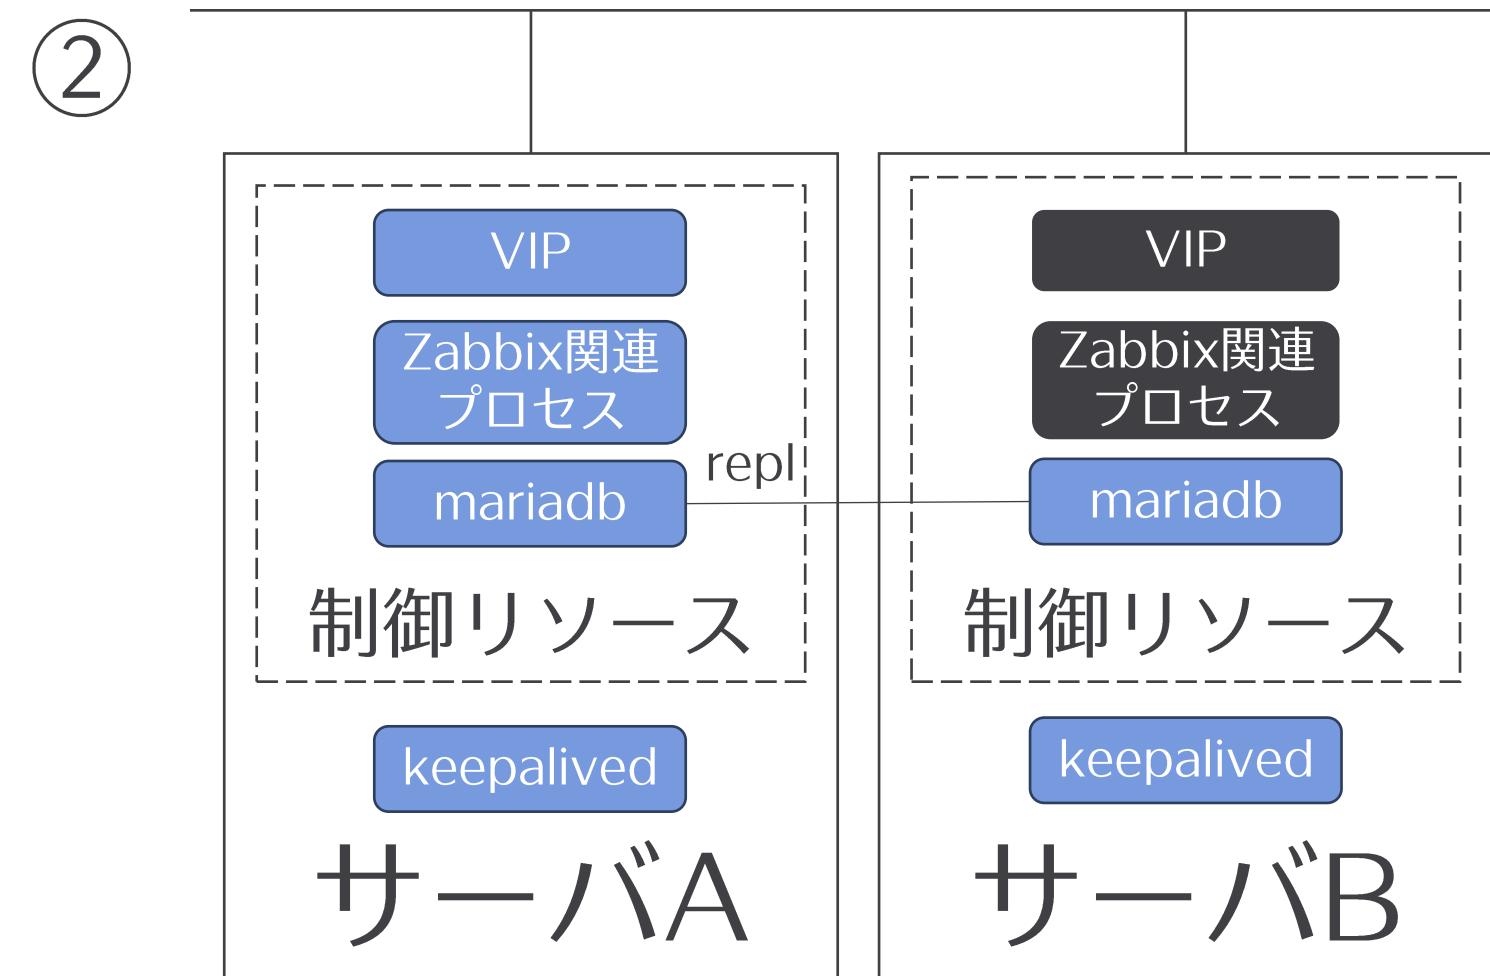 ②
VIP
Zabbix関連
プロセス
mariadb
制御リソース
keepalived
サーバA
repl
VIP
Zabbix関連
プロセス
mariadb
制御リソース
keepalived
サーバB